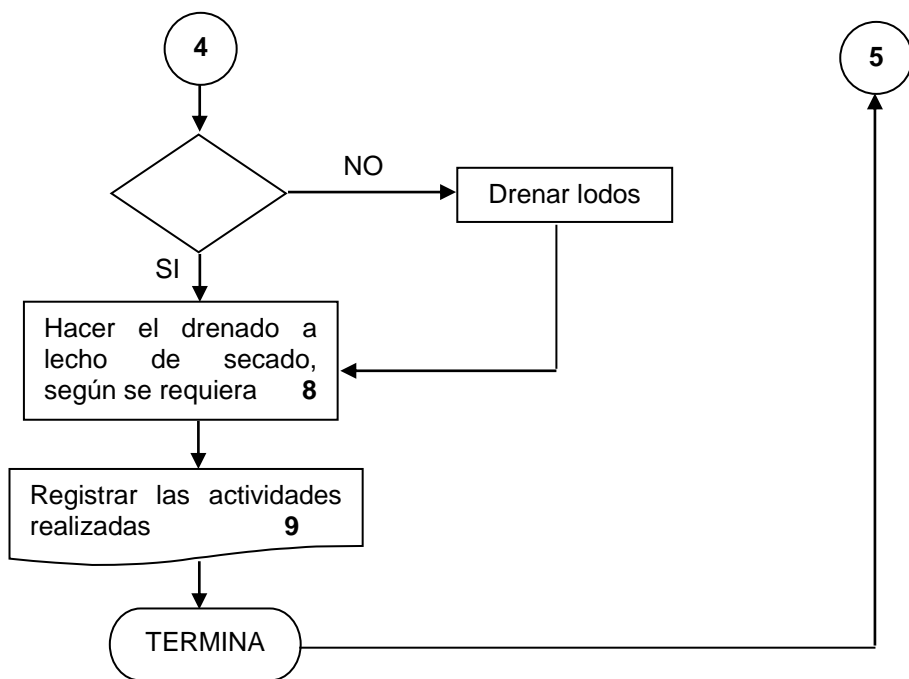 4
5
NO
Drenar lodos
SI
Hacer el drenado a
lecho de secado,
según se requiera 8
Registrar las actividades
realizadas 9
TERMINA